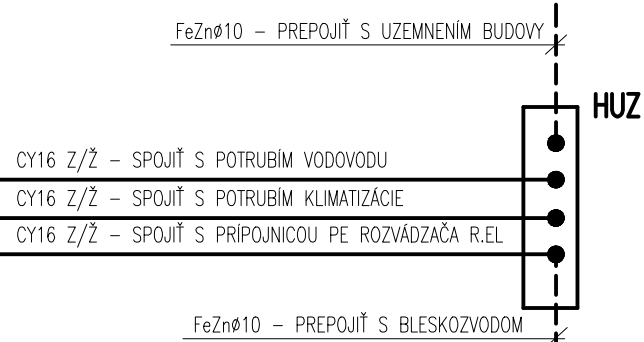 FeZnø10 – PREPOJIŤ S UZEMNENÍM BUDOVY
HUZ
CY16 Z/Ž – SPOJIŤ S POTRUBÍM VODOVODU
CY16 Z/Ž – SPOJIŤ S POTRUBÍM KLIMATIZÁCIE
CY16 Z/Ž – SPOJIŤ S PRÍPOJNICOU PE ROZVÁDZAČA R.EL
FeZnø10 – PREPOJIŤ S BLESKOZVODOM